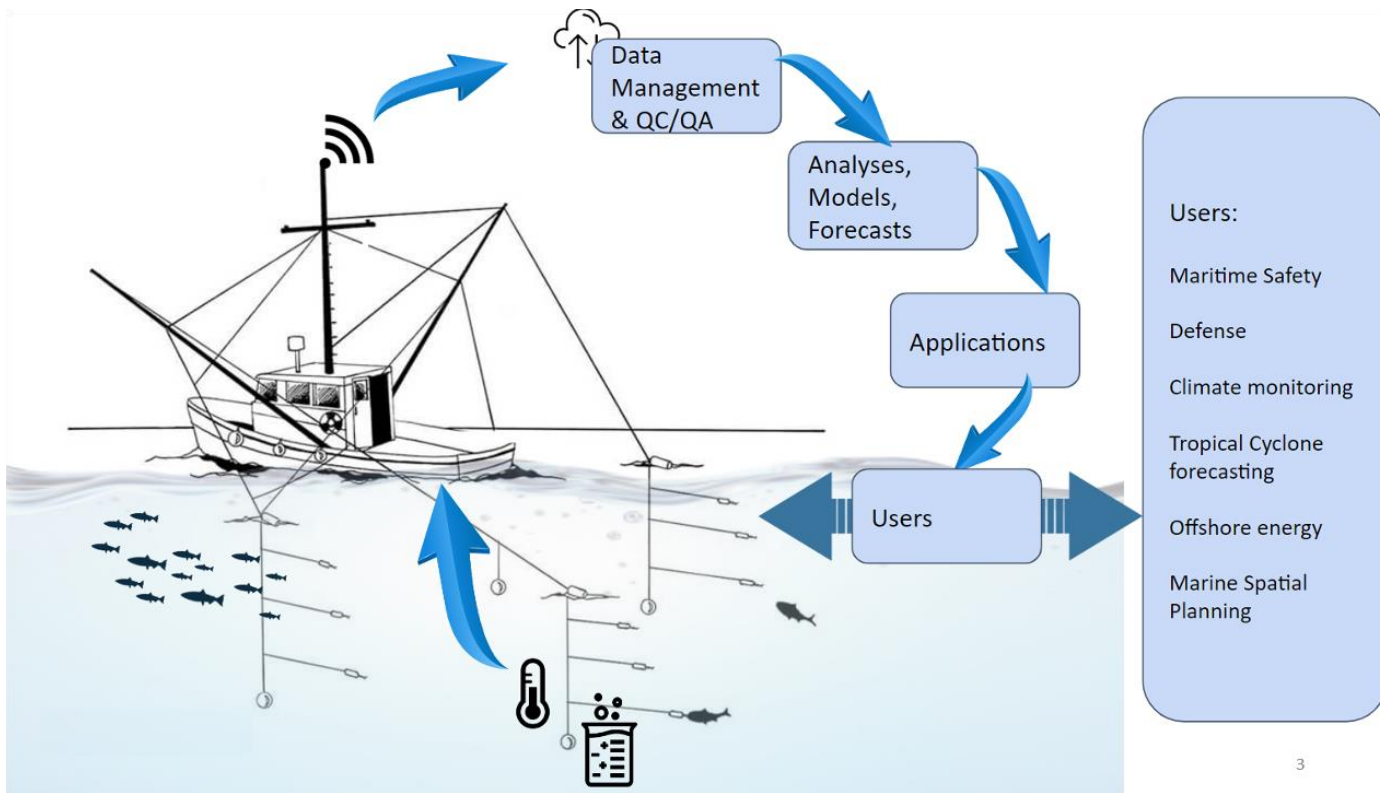 Data
Management
& QC/QA
Analyses,
Models,
Forecasts
Applications
Users
Users:
Maritime Safety
Defense
Climate monitoring
Tropical Cyclone
forecasting
Offshore energy
Marine Spatial
Planning
3